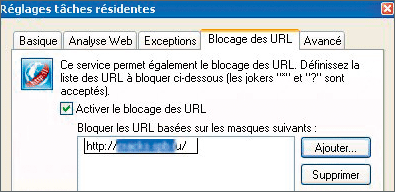 Réglages tâches résidentes
Basique
Analyse Web
Exceptions
Blocage des URL
Avancé
Ce service permet également le blocage des URL. Définissez la
liste des URL à bloquer ci-dessous (les jokers "*" et "?" sont
acceptés).
Activer le blocage des URL
Bloquer les URL basées sur les masques suivants :
http://
u/
Ajouter...
Supprimer